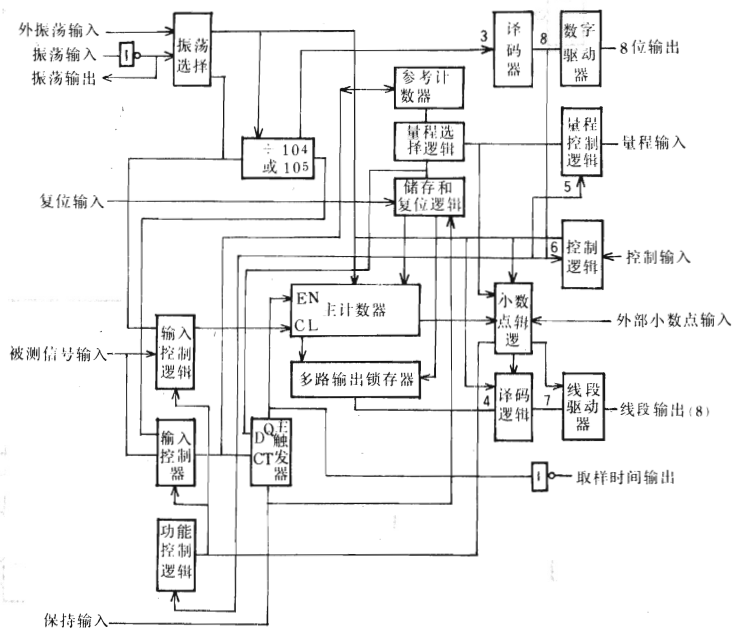 外振荡输入
振荡输入
振荡输出
振荡
选择
1
3
译
码
器
8
数字
驱动
器
8位输出
参考计
数器
量程选
择逻辑
量程
控制
逻辑
量程输入
5
÷104
或105
复位输入
储存和
复位逻辑
6
控制
逻辑
控制输入
EN
主计数器
CL
小数
点辑
逻
外部小数点输入
被测信号输入
输入
控制
逻辑
多路输出锁存器
4
译码
逻辑
7
线段
驱动
器
线段输出(8)
输入
控制
器
DQ主
触
CT发
器
1
取样时间输出
功能
控制
逻辑
保持输入